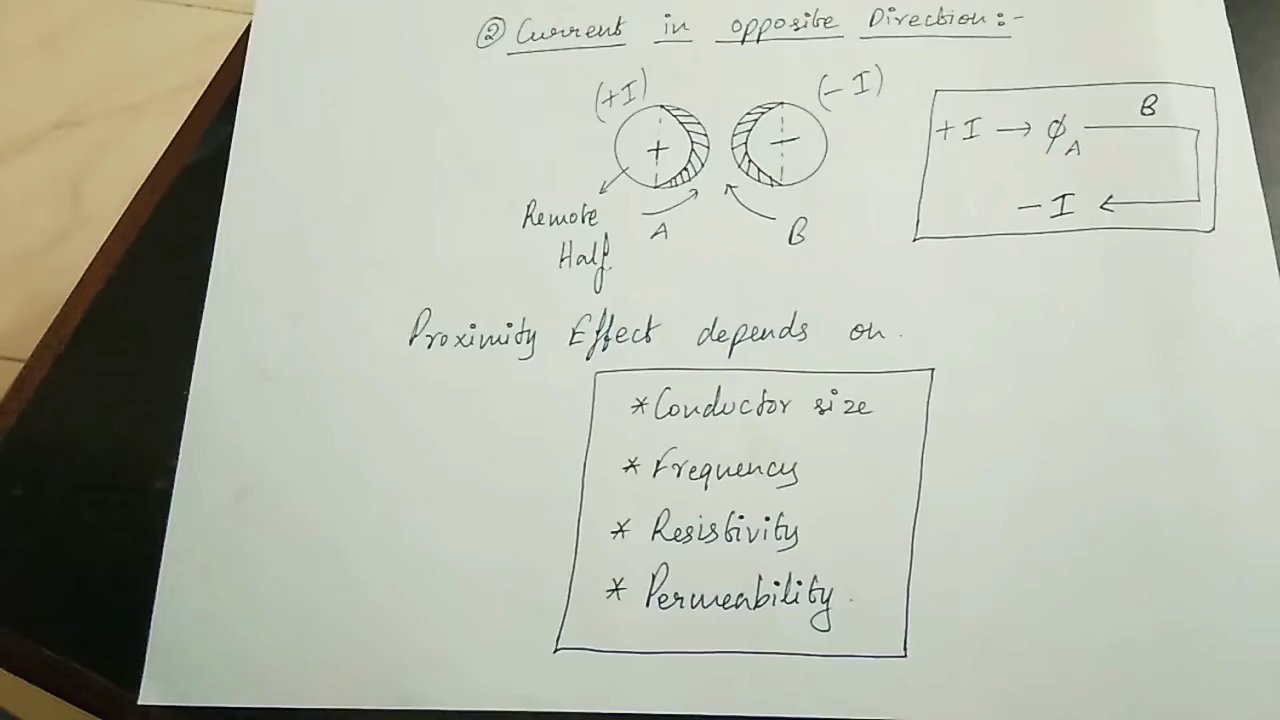 ② Current in opposite Direction:-
(+I) (-I)
+ -
Remote
Half.
A B
B
+I → ϕA
-I ←
Proximity Effect depends on.
* Conductor size
* Frequency
* Resistivity
* Permeability.